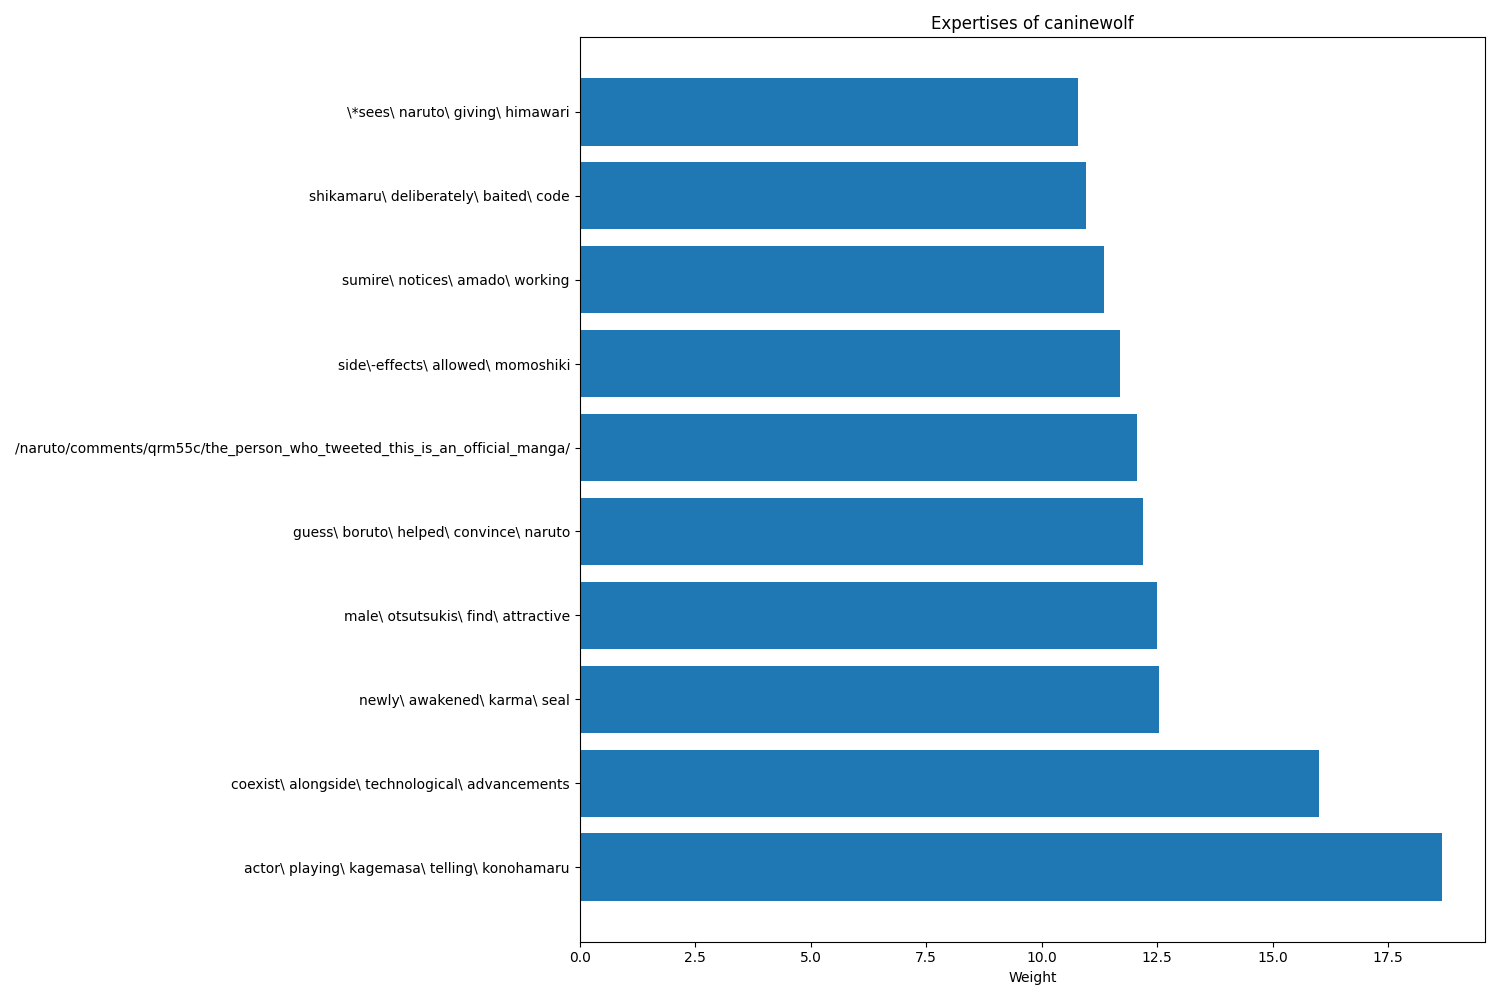 Expertises of caninewolf
\*sees\ naruto\ giving\ himawari
shikamaru\ deliberately\ baited\ code
sumire\ notices\ amado\ working
side\-effects\ allowed\ momoshiki
/naruto/comments/qrm55c/the_person_who_tweeted_this_is_an_official_manga/
guess\ boruto\ helped\ convince\ naruto
male\ otsutsukis\ find\ attractive
newly\ awakened\ karma\ seal
coexist\ alongside\ technological\ advancements
actor\ playing\ kagemasa\ telling\ konohamaru
0.0 2.5 5.0 7.5 10.0 12.5 15.0 17.5
Weight